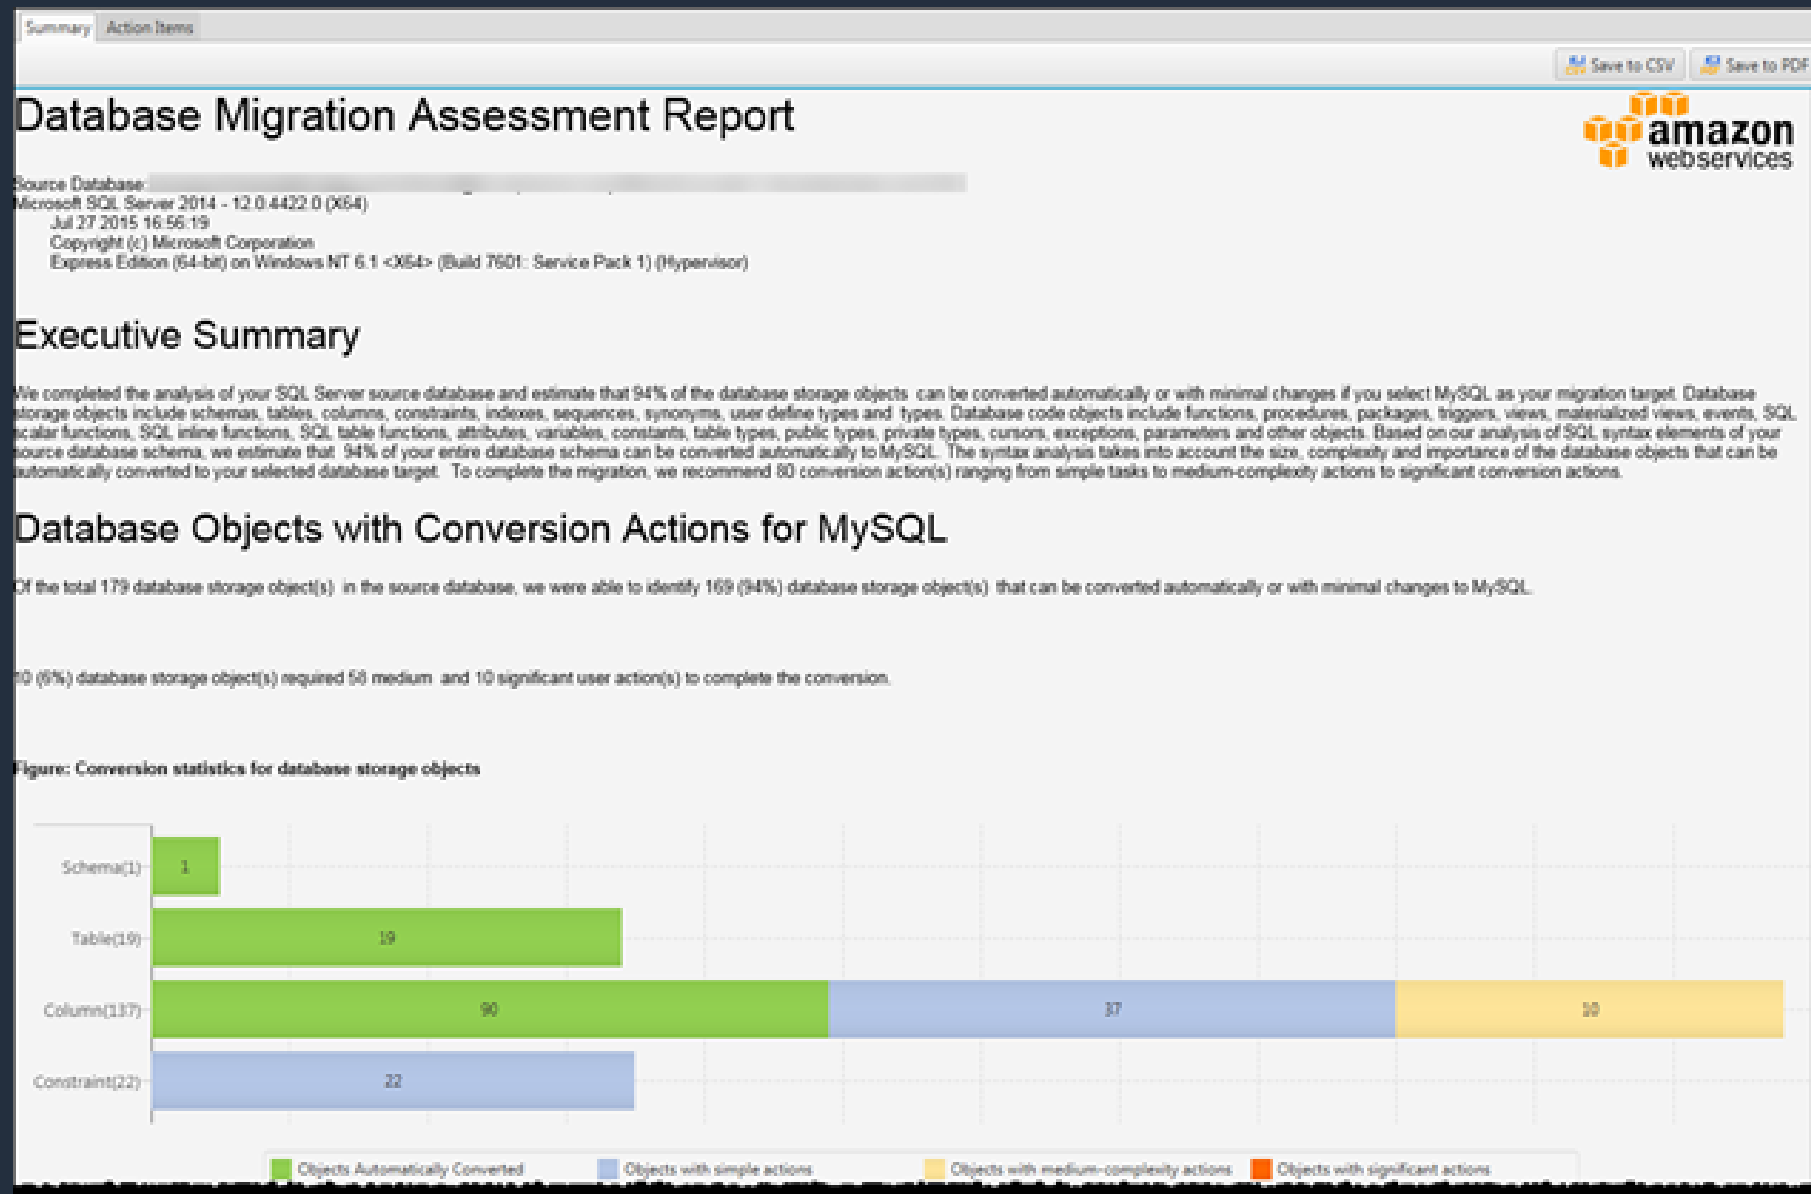 Summary Action Items
Save to CSV Save to PDF
Database Migration Assessment Report
amazon
webservices
Source Database
Microsoft SQL Server 2014 - 12.0.4422.0 (X64)
Jul 27 2015 16:56:19
Copyright (c) Microsoft Corporation
Express Edition (64-bit) on Windows NT 6.1 <X64> (Build 7601: Service Pack 1) (Hypervisor)
Executive Summary
We completed the analysis of your SQL Server source database and estimate that 94% of the database storage objects can be converted automatically or with minimal changes if you select MySQL as your migration target. Database
storage objects include schemas, tables, columns, constraints, indexes, sequences, synonyms, user define types and types. Database code objects include functions, procedures, packages, triggers, views, materialized views, events, SQL
scalar functions, SQL inline functions, SQL table functions, attributes, variables, constants, table types, public types, private types, cursors, exceptions, parameters and other objects. Based on our analysis of SQL syntax elements of your
source database schema, we estimate that 94% of your entire database schema can be converted automatically to MySQL. The syntax analysis takes into account the size, complexity and importance of the database objects that can be
automatically converted to your selected database target. To complete the migration, we recommend 80 conversion action(s) ranging from simple tasks to medium-complexity actions to significant conversion actions.
Database Objects with Conversion Actions for MySQL
Of the total 179 database storage object(s) in the source database, we were able to identify 169 (94%) database storage object(s) that can be converted automatically or with minimal changes to MySQL.
10 (6%) database storage object(s) required medium and 10 significant user action(s) to complete the conversion.
Figure: Conversion statistics for database storage objects
Schema(1) 1
Table(19) 19
Column(137) 90 37 10
Constraint(22) 22
Objects Automatically Converted Objects with simple actions Objects with medium-complexity actions Objects with significant actions